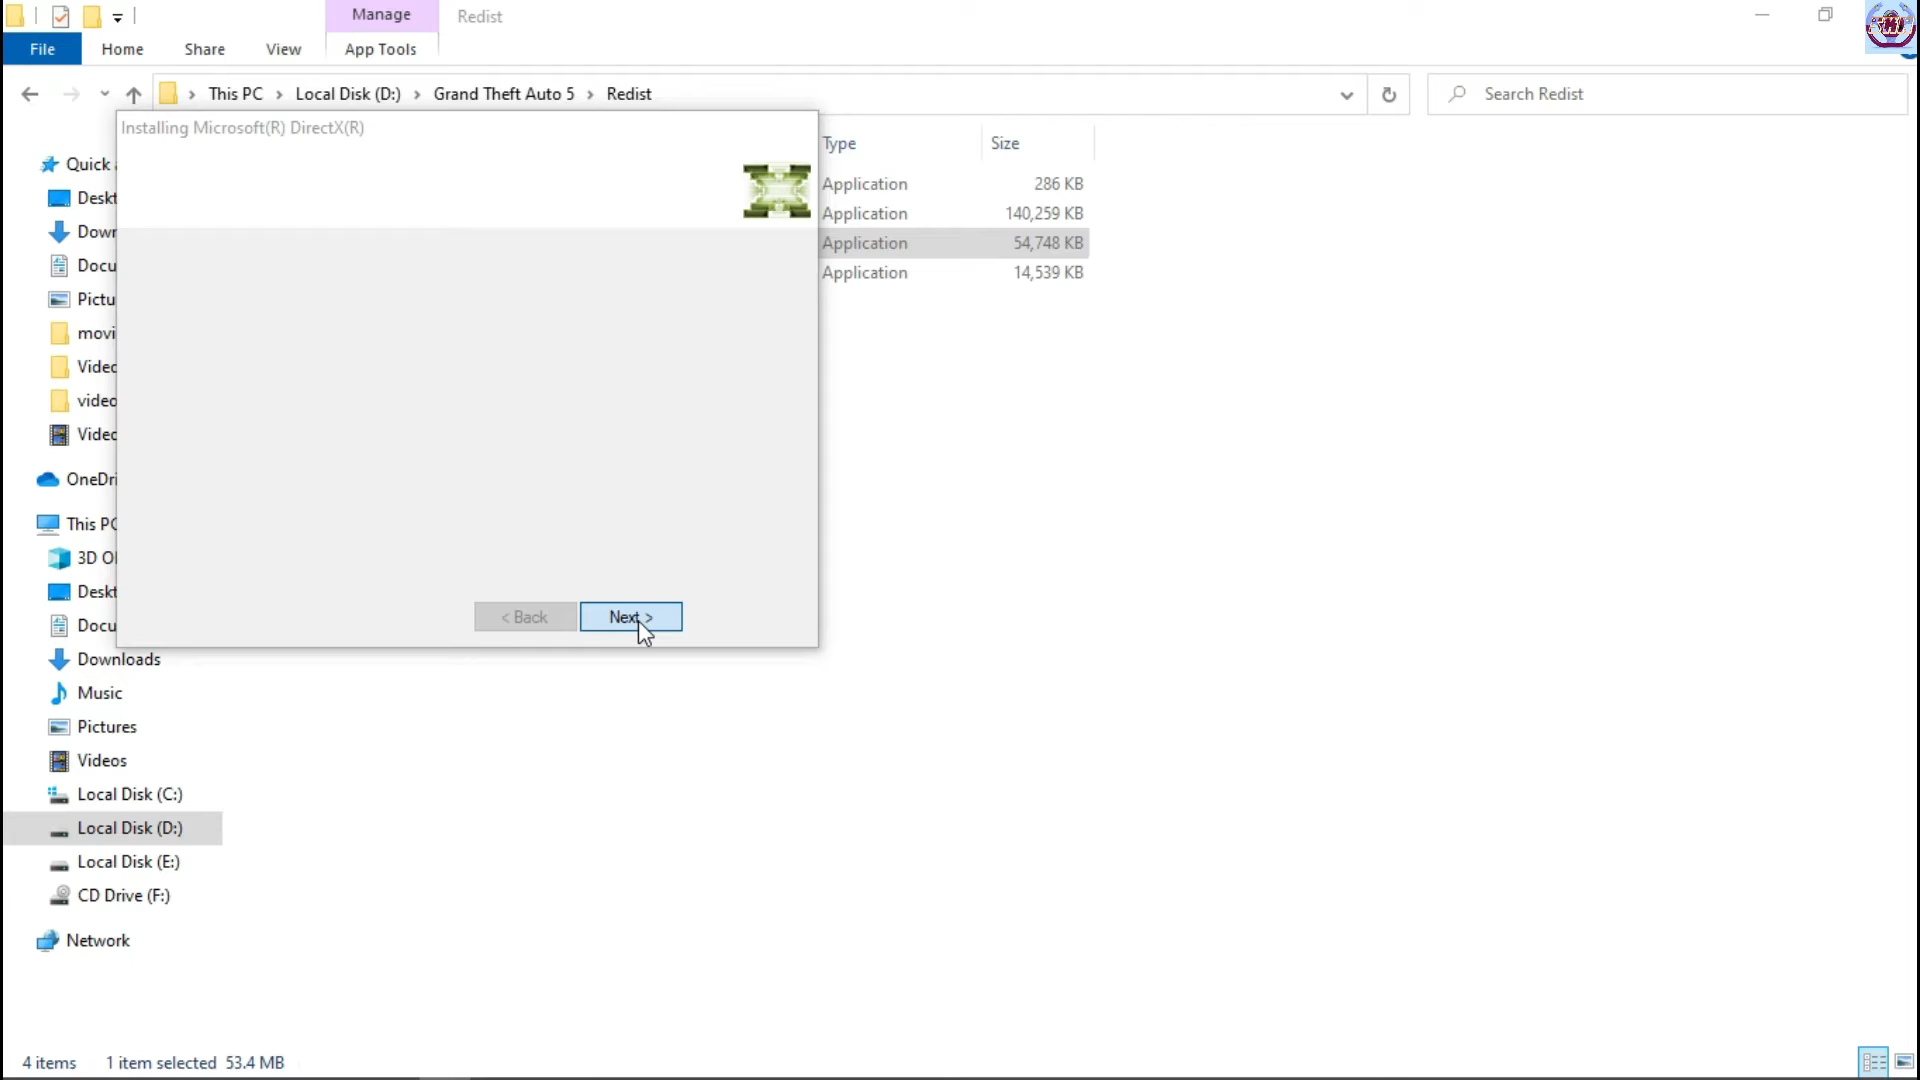 Manage
Redist
File
Home
Share
View
App Tools
This PC
Local Disk (D:)
Grand Theft Auto 5
Redist
Search Redist
Installing Microsoft(R) DirectX(R)
Type
Size
Quick
Application
286 KB
Deskt
Application
140,259 KB
Down
Application
54,748 KB
Docu
Application
14,539 KB
Pictu
movi
Video
video
Video
OneDri
This PC
3D Ob
Deskt
< Back
Next >
Docu
Downloads
Music
Pictures
Videos
Local Disk (C:)
Local Disk (D:)
Local Disk (E:)
CD Drive (F:)
Network
4 items
1 item selected
53.4 MB